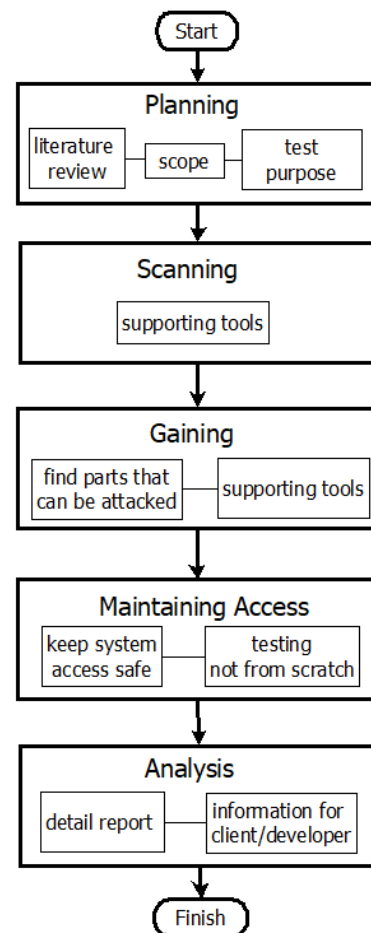 Start
Planning
literature
review
scope
test
purpose
Scanning
supporting tools
Gaining
find parts that
can be attacked
supporting tools
Maintaining Access
keep system
access safe
testing
not from scratch
Analysis
detail report
information for
client/developer
Finish